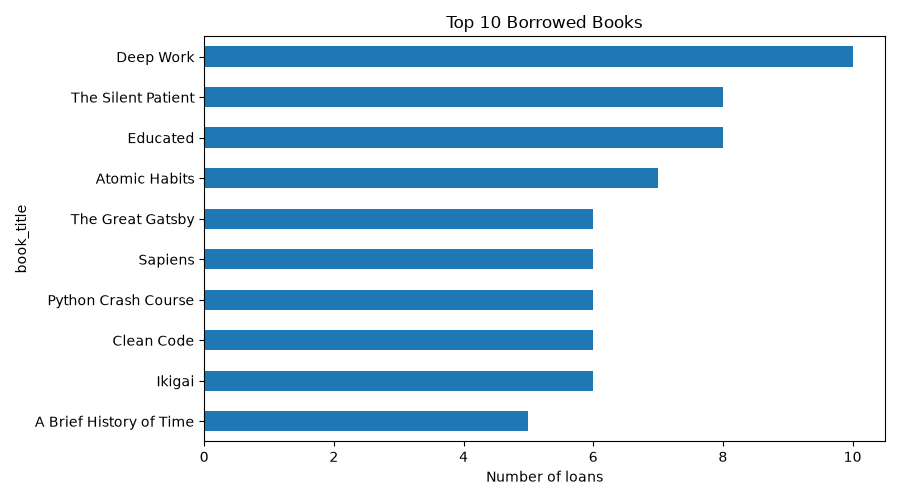 Top 10 Borrowed Books
Deep Work
The Silent Patient
Educated
Atomic Habits
The Great Gatsby
Sapiens
Python Crash Course
Clean Code
Ikigai
A Brief History of Time
book_title
0 2 4 6 8 10
Number of loans